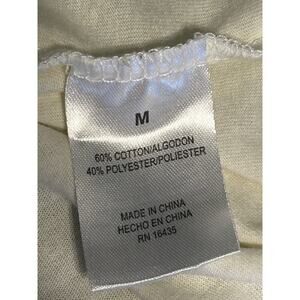 M
60% COTTON/ALGODON
40% POLYESTER/POLIESTER
MADE IN CHINA
HECHO EN CHINA
RN 16435